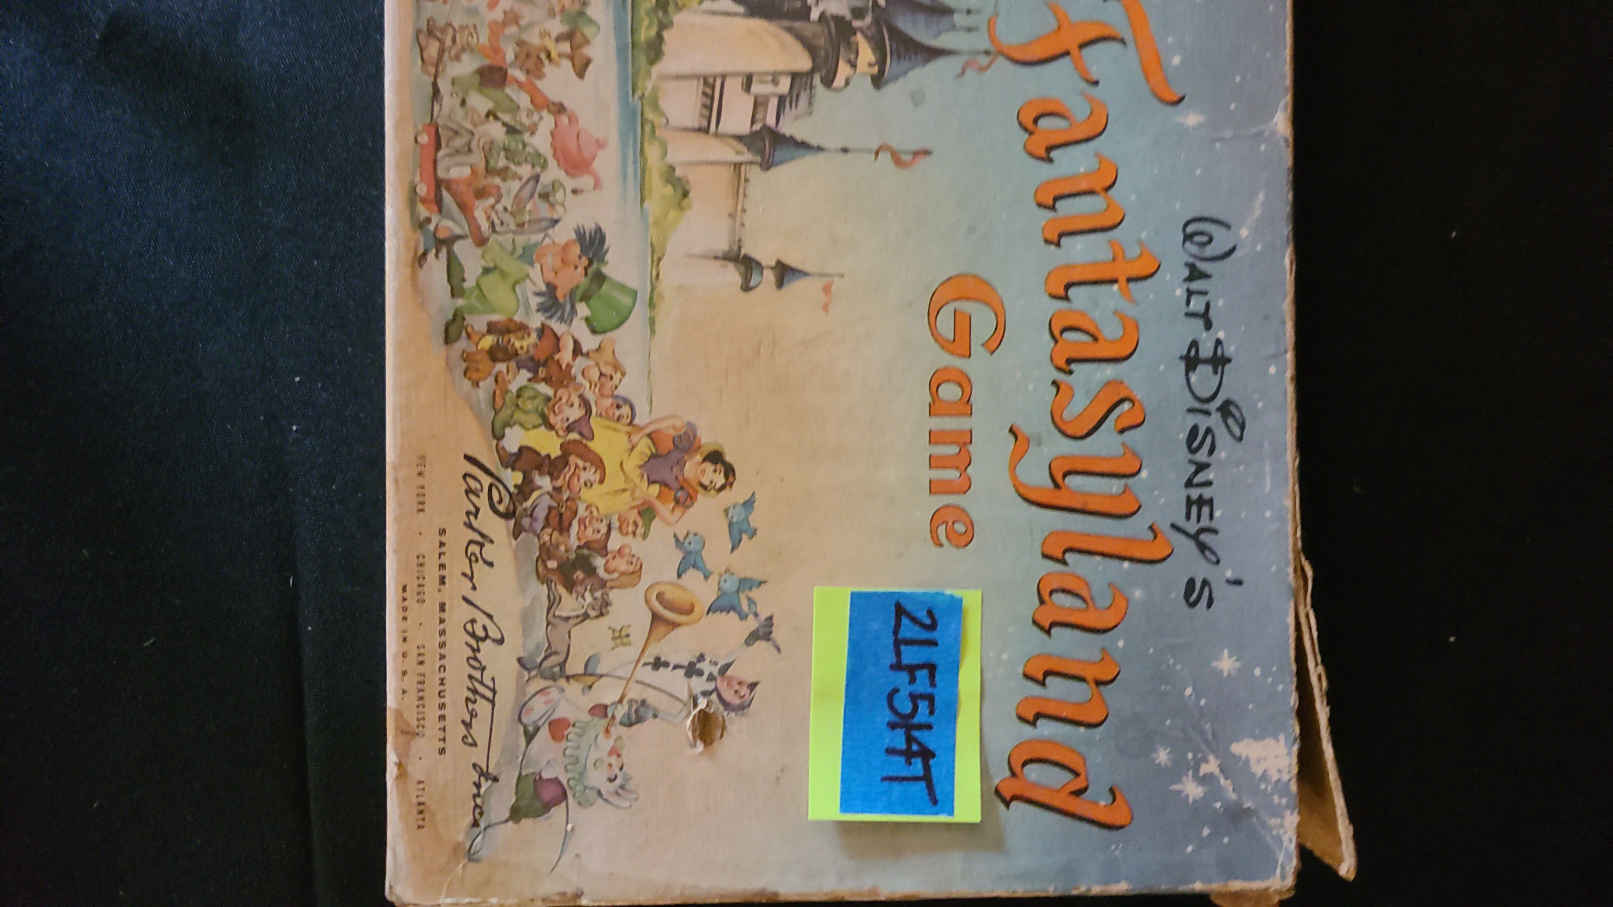 Walt Disney's
Fantasyland
Game
2LF514T
Parker Brothers Inc
SALEM, MASSACHUSETTS
NEW YORK · CHICAGO · SAN FRANCISCO · ATLANTA
MADE IN U. S. A.